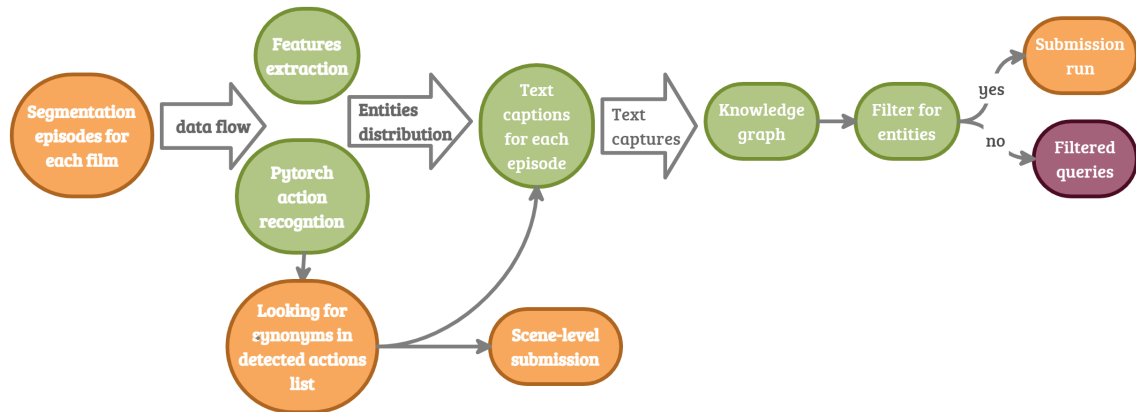 Segmentation
episodes for
each film
data flow
Features
extraction
Pytorch
action
recogntion
Entities
distribution
Looking for
synonyms in
detected actions
list
Scene-level
submission
Text
captions
for each
episode
Text
captures
Knowledge
graph
Filter for
entities
yes
no
Submission
run
Filtered
queries